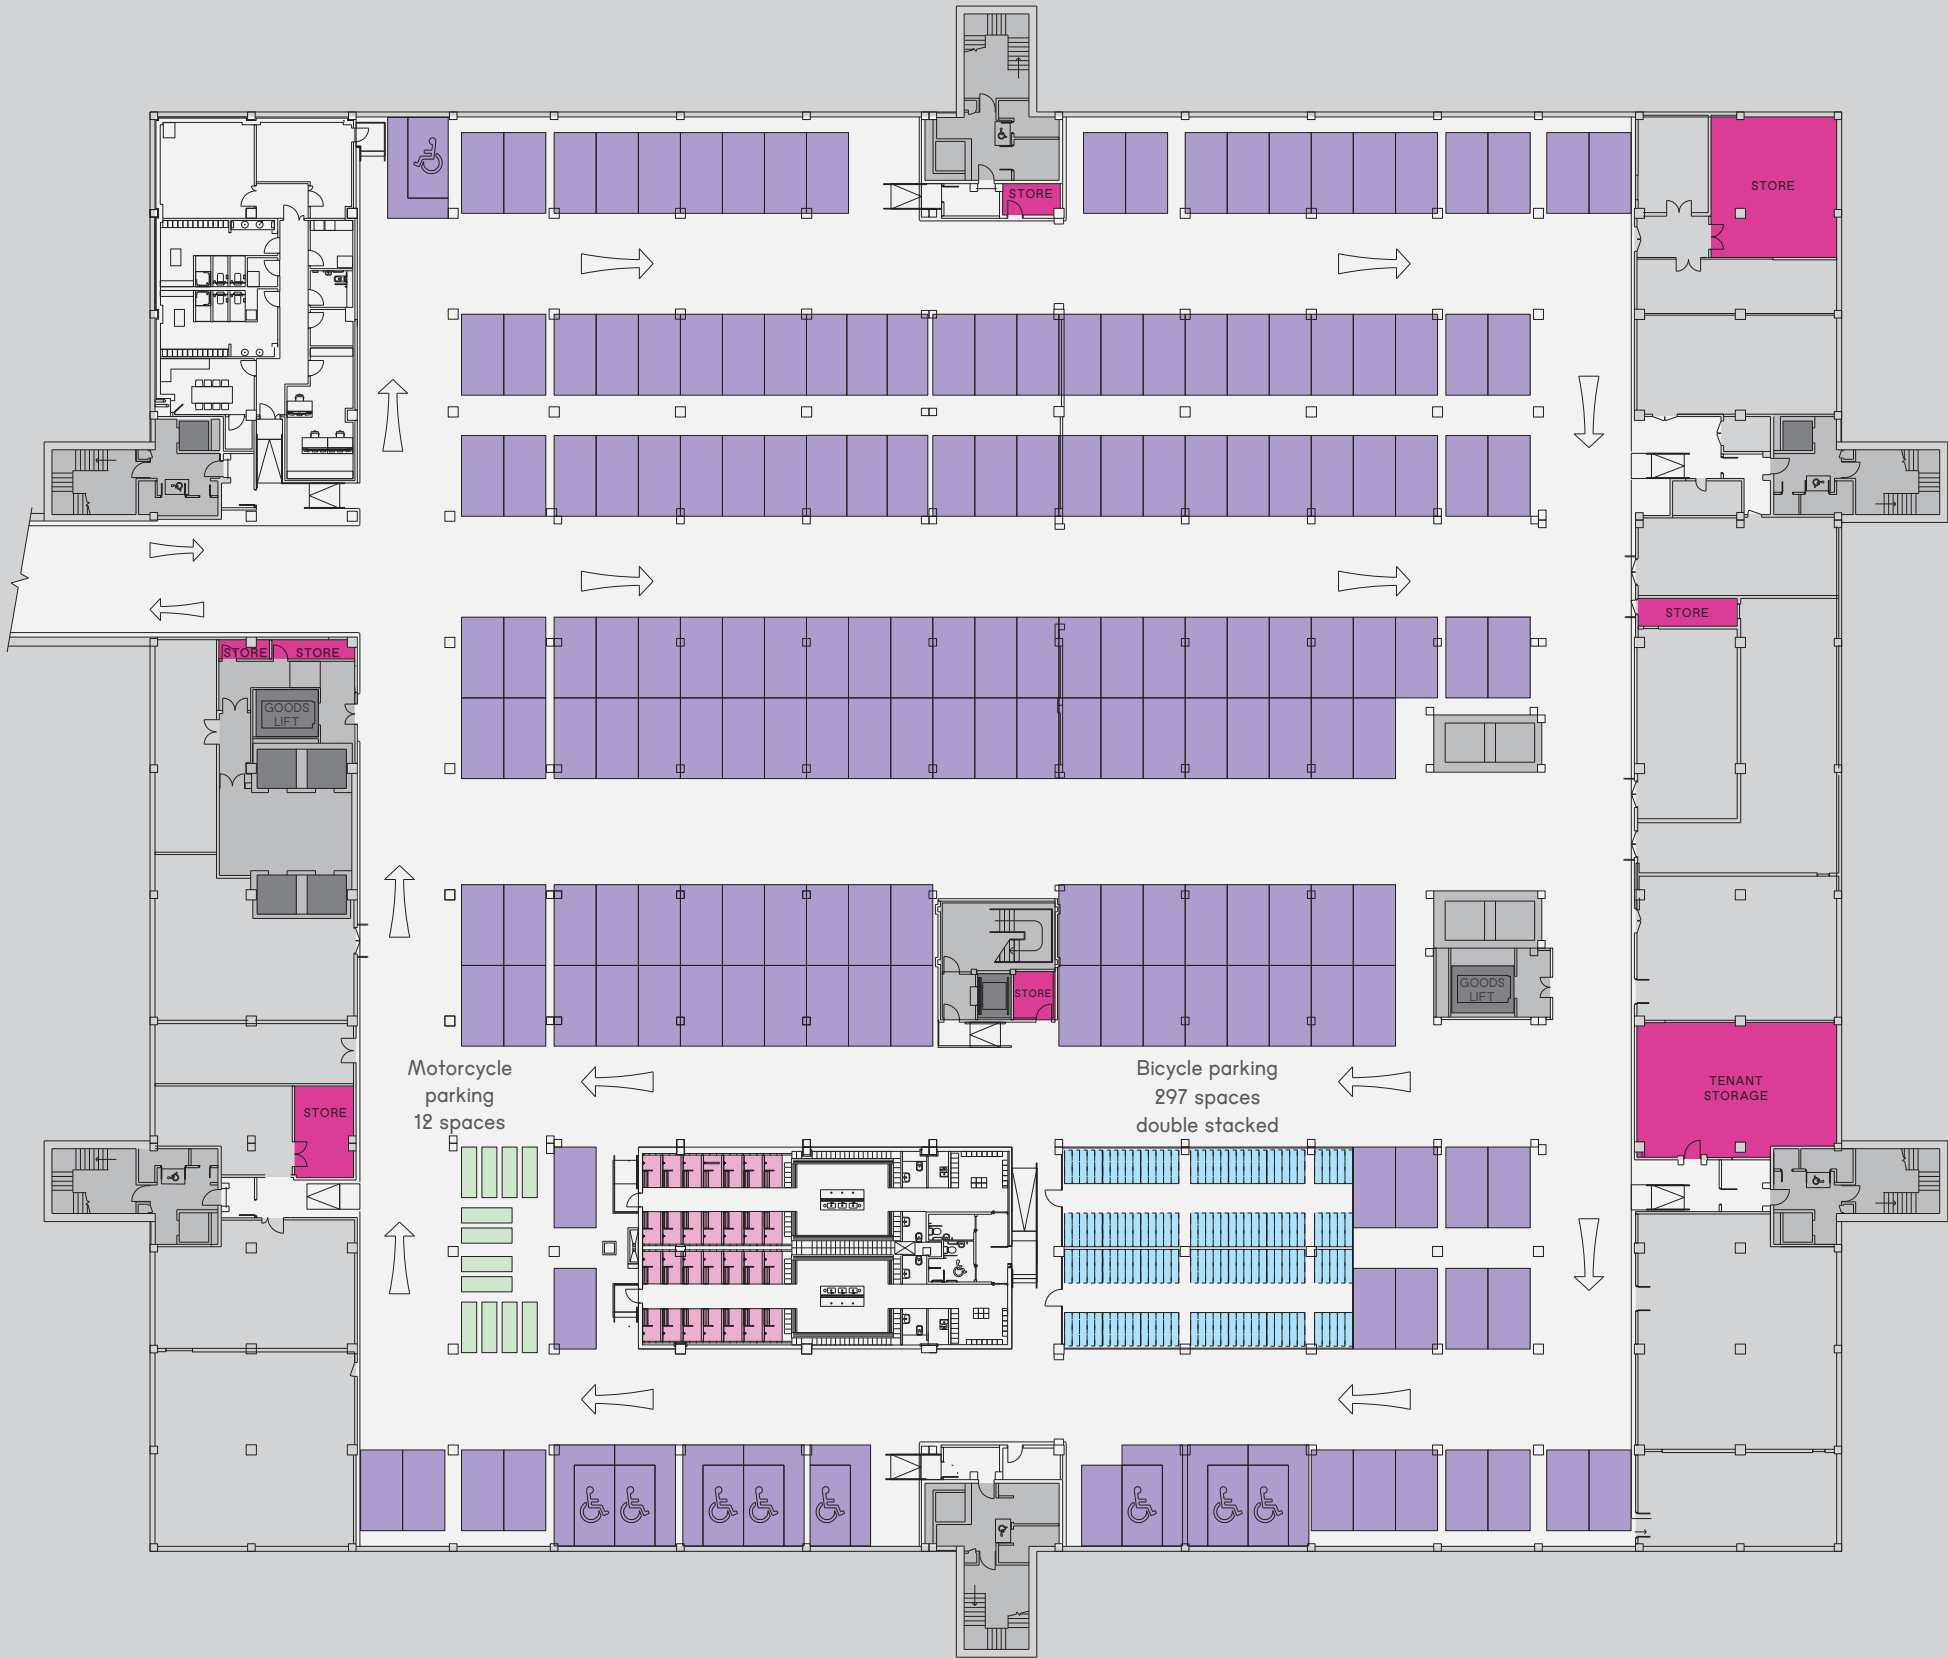 STORE
STORE
STORE
STORE
STORE
GOODS
LIFT
STORE
GOODS
LIFT
Motorcycle
parking
12 spaces
Bicycle parking
297 spaces
double stacked
TENANT
STORAGE
STORE